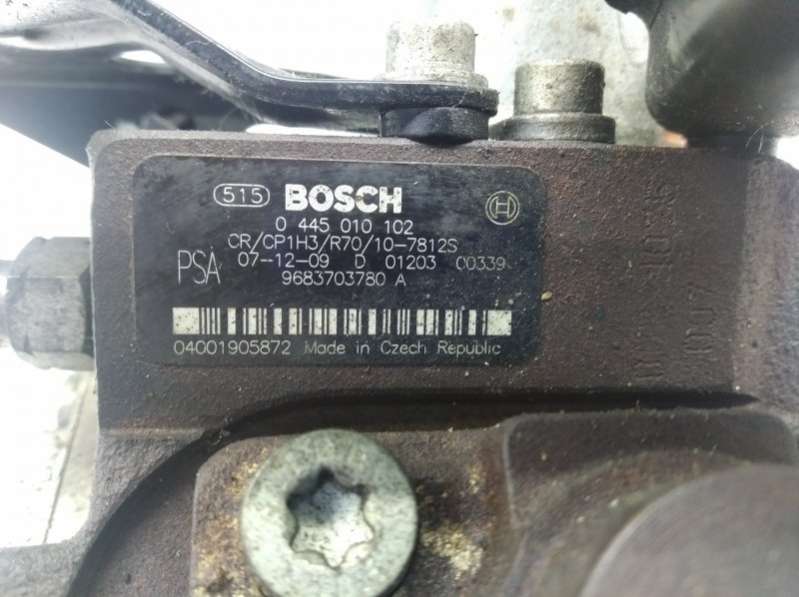 515 BOSCH
0 445 010 102
CR/CP1H3/R70/10-7812S
PSA 07-12-09 D 01203 00339
9683703780 A
04001905872 Made in Czech Republic